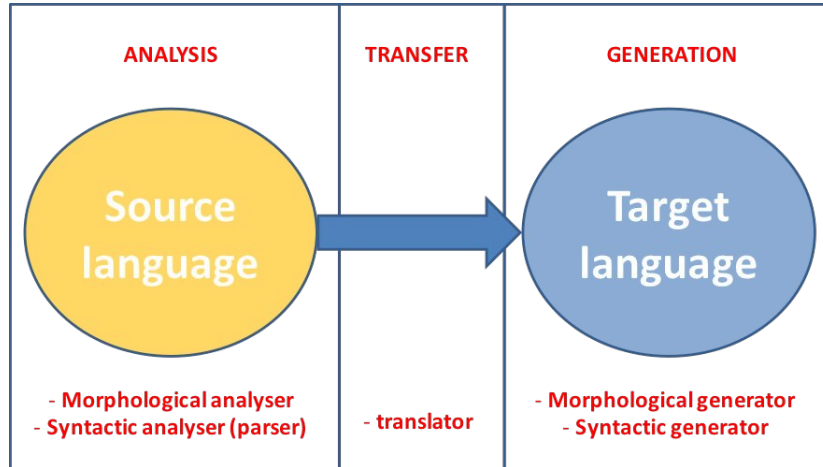 ANALYSIS
TRANSFER
GENERATION
Source
language
Target
language
- Morphological analyser
- Syntactic analyser (parser)
- translator
- Morphological generator
- Syntactic generator